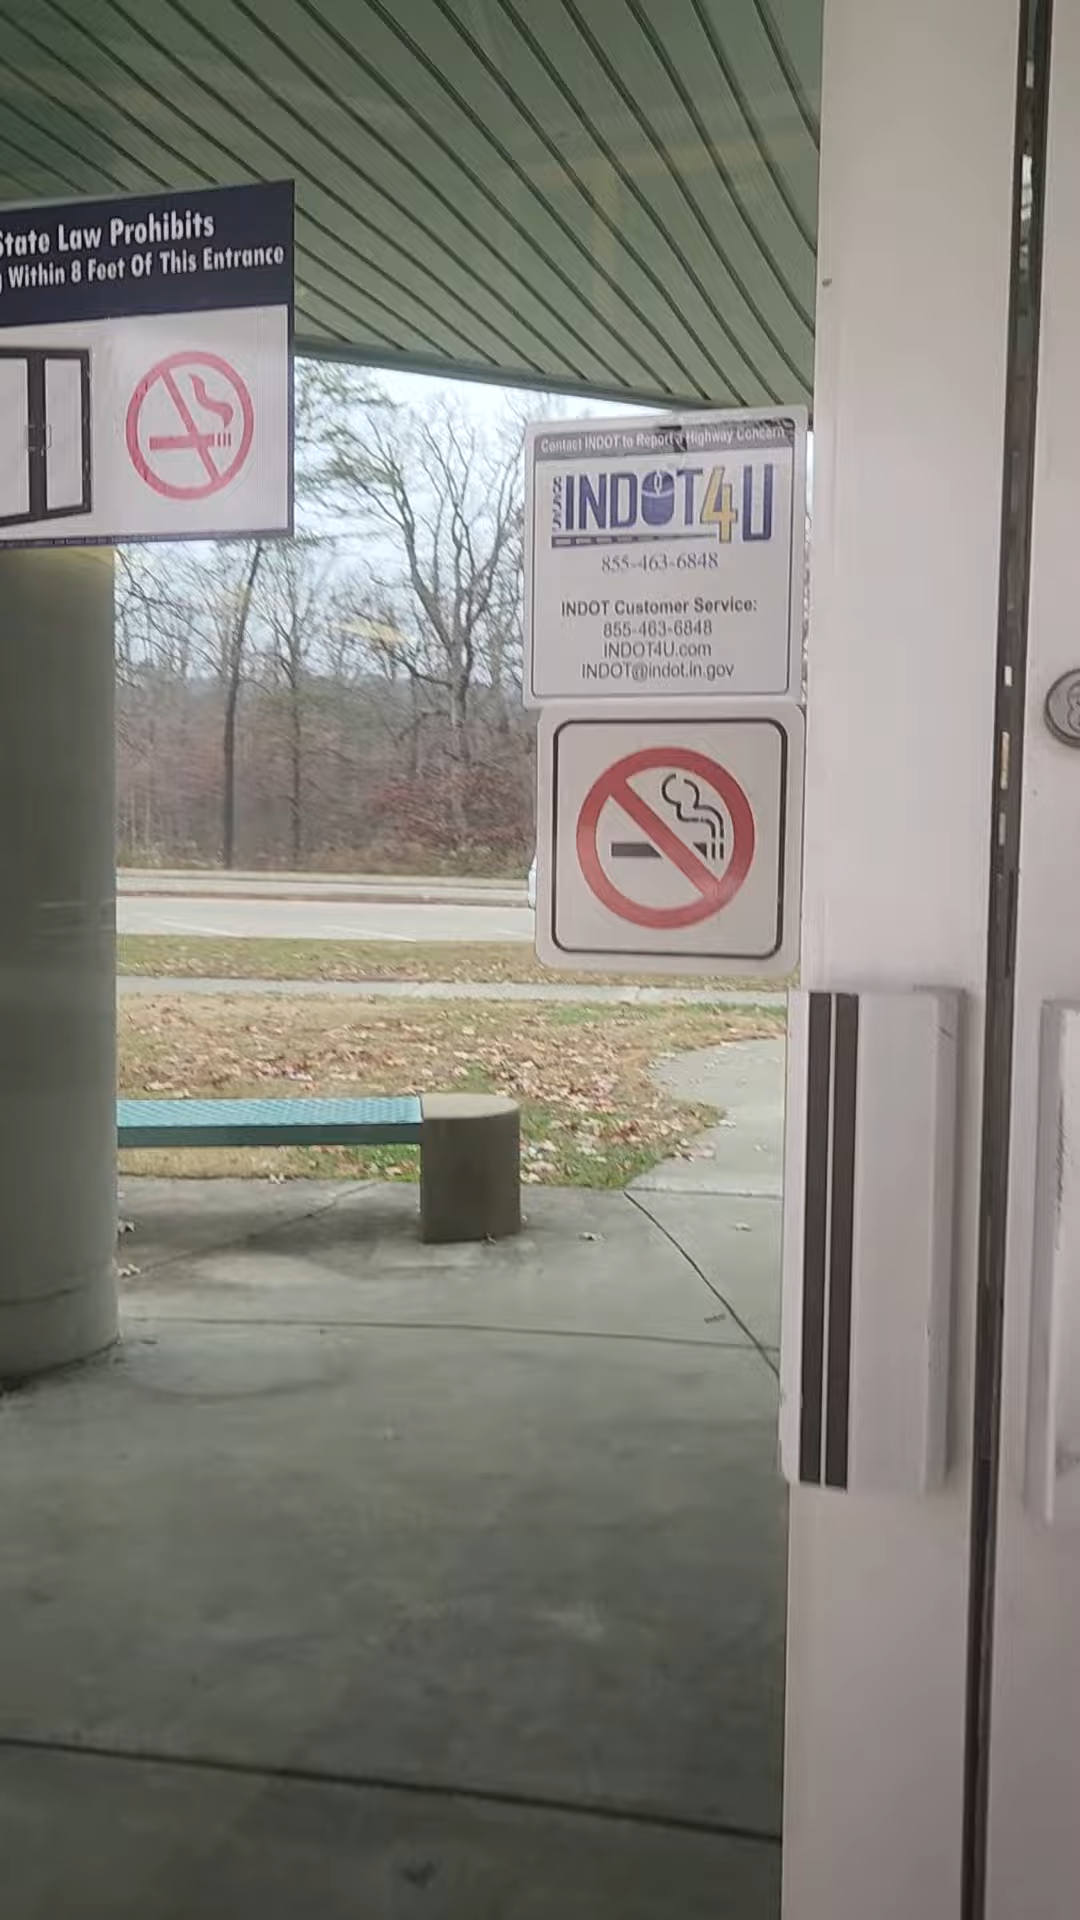 State Law Prohibits
Within 8 Feet Of This Entrance
Contact INDOT to Report a Highway Concern
INDOT4U
855-463-6848
INDOT Customer Service:
855-463-6848
INDOT4U.com
INDOT@indot.in.gov